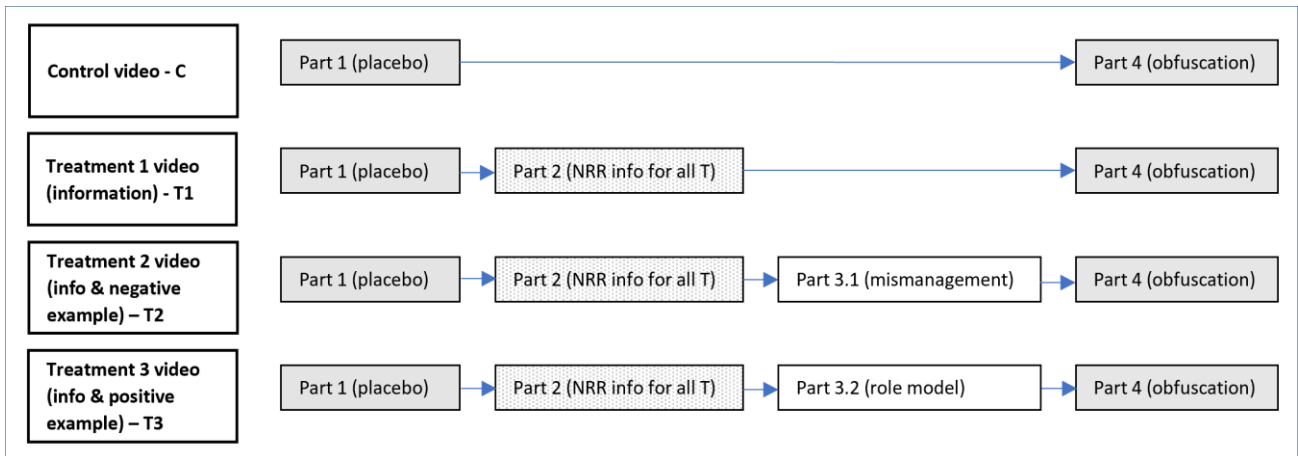 Control video - C
Part 1 (placebo)
Part 4 (obfuscation)
Treatment 1 video
(information) - T1
Part 1 (placebo)
Part 2 (NRR info for all T)
Part 4 (obfuscation)
Treatment 2 video
(info & negative
example) – T2
Part 1 (placebo)
Part 2 (NRR info for all T)
Part 3.1 (mismanagement)
Part 4 (obfuscation)
Treatment 3 video
(info & positive
example) – T3
Part 1 (placebo)
Part 2 (NRR info for all T)
Part 3.2 (role model)
Part 4 (obfuscation)